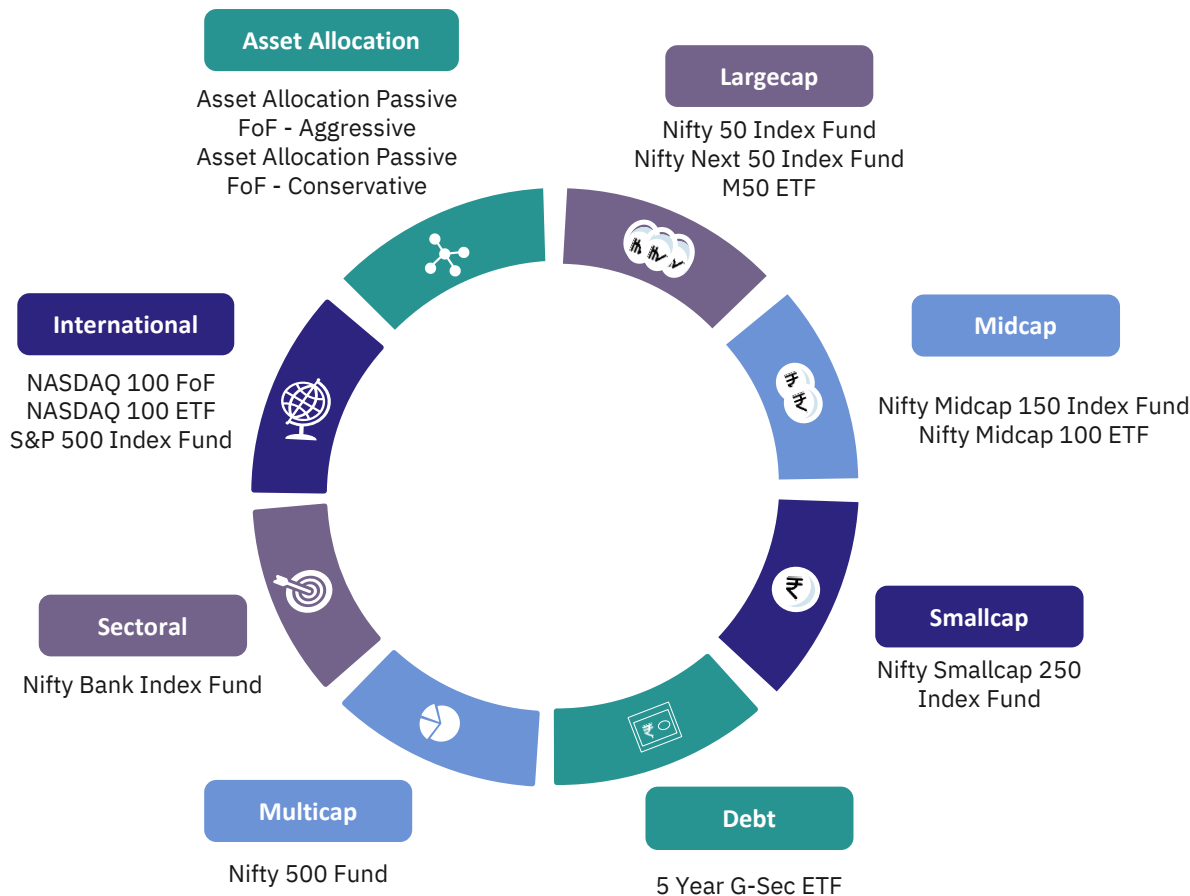 Asset Allocation
Asset Allocation Passive
FoF - Aggressive
Asset Allocation Passive
FoF - Conservative
Largecap
Nifty 50 Index Fund
Nifty Next 50 Index Fund
M50 ETF
Midcap
Nifty Midcap 150 Index Fund
Nifty Midcap 100 ETF
Smallcap
Nifty Smallcap 250
Index Fund
Debt
5 Year G-Sec ETF
Multicap
Nifty 500 Fund
Sectoral
Nifty Bank Index Fund
International
NASDAQ 100 FoF
NASDAQ 100 ETF
S&P 500 Index Fund
₹
₹
₹
₹
₹
₹
₹